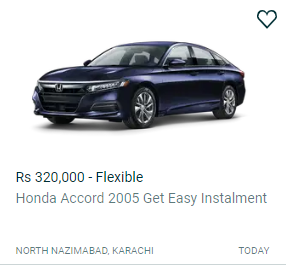 Rs 320,000 - Flexible
Honda Accord 2005 Get Easy Instalment
NORTH NAZIMABAD, KARACHI TODAY